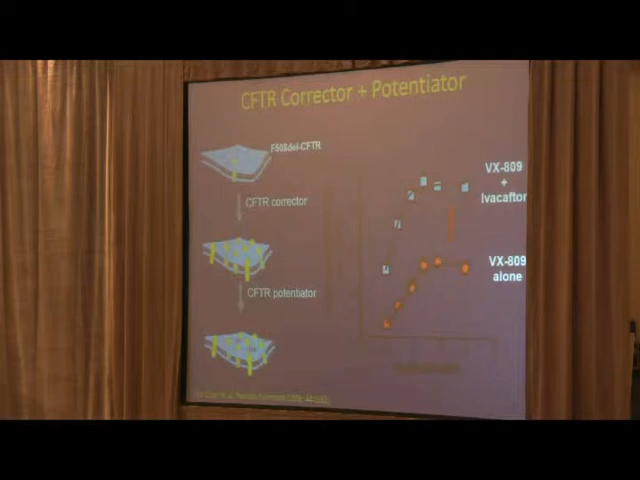 CFTR Corrector + Potentiator
F508del-CFTR
CFTR corrector
CFTR potentiator
VX-809
+
Ivacaftor
VX-809
alone